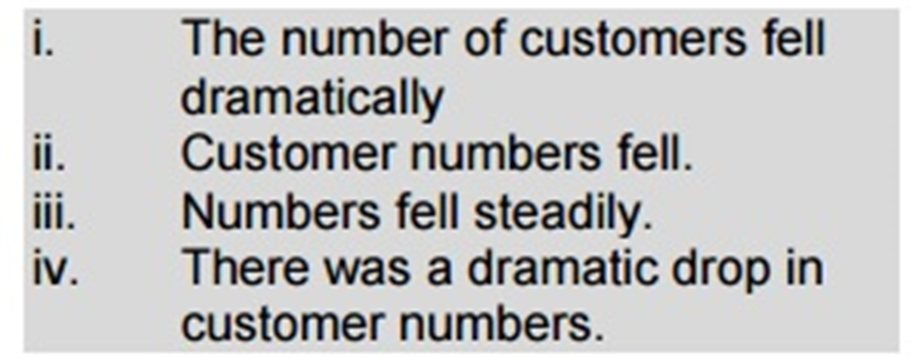 i. The number of customers fell
dramatically
ii. Customer numbers fell.
iii. Numbers fell steadily.
iv. There was a dramatic drop in
customer numbers.